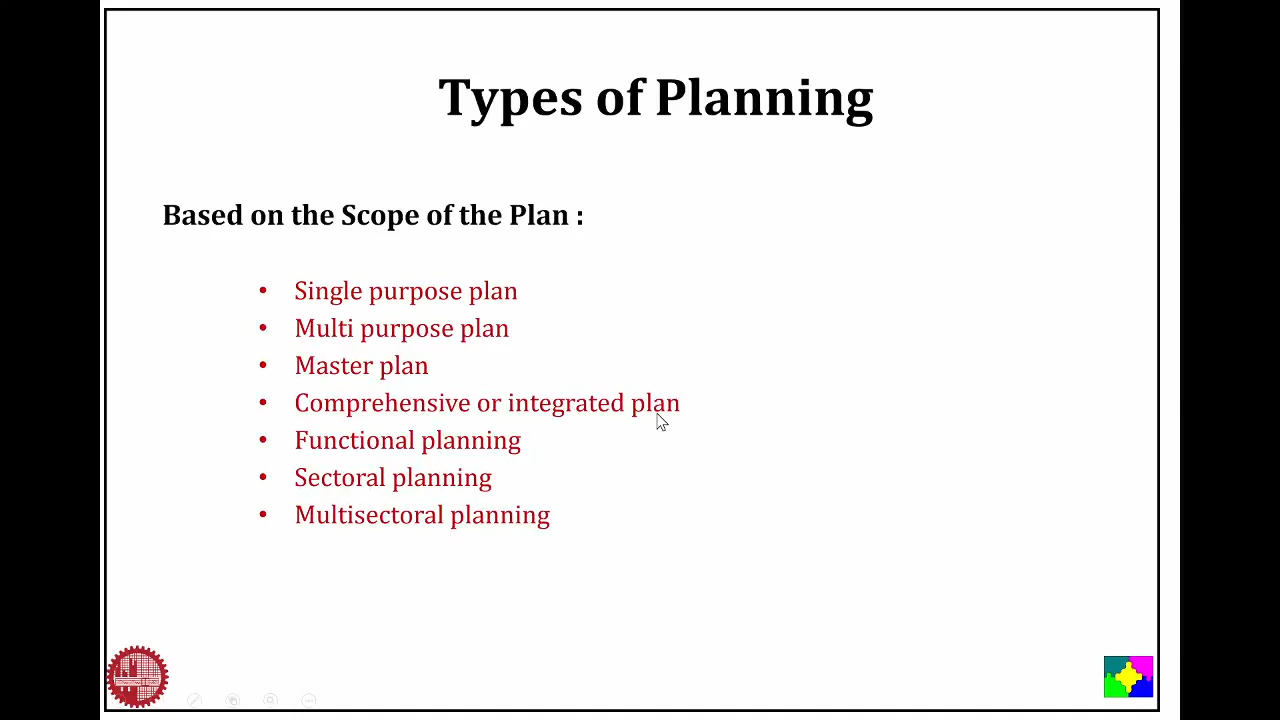 Types of Planning
Based on the Scope of the Plan :
• Single purpose plan
• Multi purpose plan
• Master plan
• Comprehensive or integrated plan
• Functional planning
• Sectoral planning
• Multisectoral planning